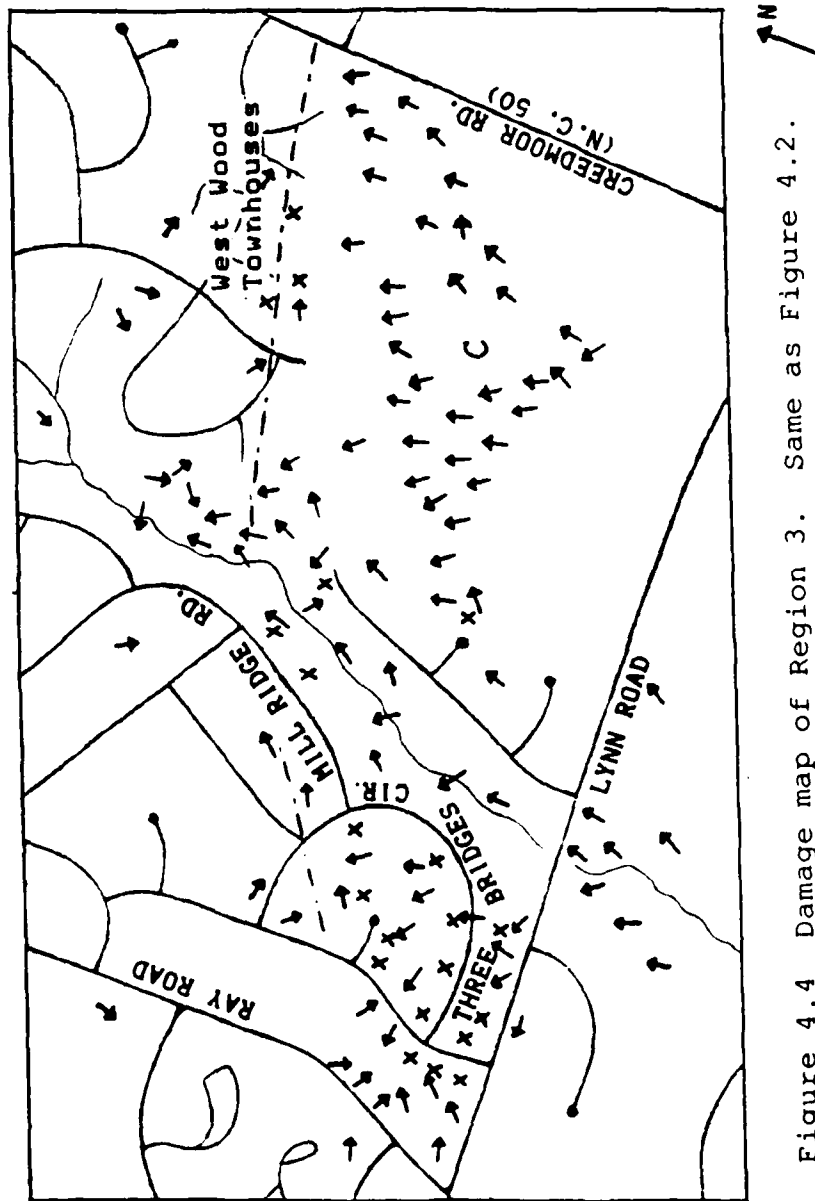 N
West Wood
Townhouses
CREEDMOOR RD.
(N.C. 50)
C
RD.
MILL RIDGE
CIR.
THREE BRIDGES
RAY ROAD
LYNN ROAD
Figure 4.4 Damage map of Region 3. Same as Figure 4.2.